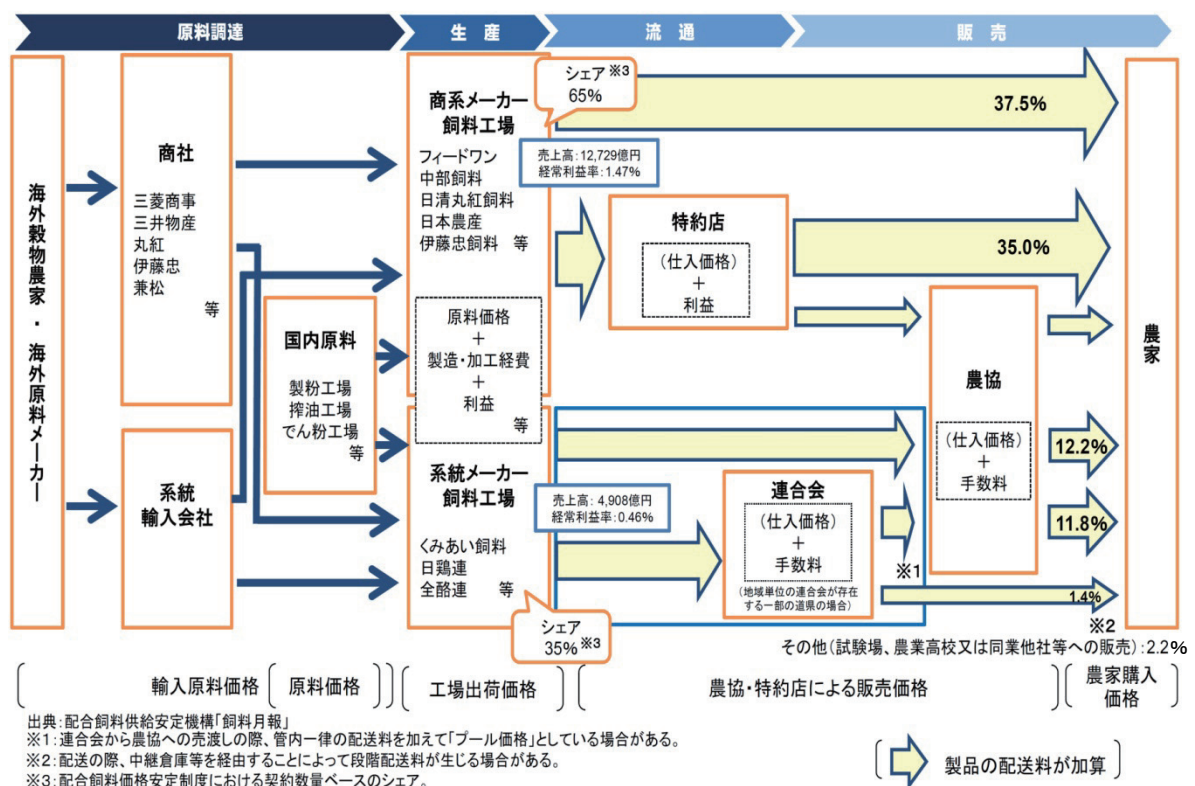 原料調達
生 産
流 通
販 売
海外穀物農家・海外原料メーカー
商社
三菱商事
三井物産
丸紅
伊藤忠
兼松
等
系統
輸入会社
国内原料
製粉工場
搾油工場
でん粉工場
等
商系メーカー
飼料工場
フィードワン
中部飼料
日清丸紅飼料
日本農産
伊藤忠飼料 等
シェア ※3
65%
売上高：12,729億円
経常利益率：1.47%
原料価格
＋
製造・加工経費
＋
利益
等
系統メーカー
飼料工場
くみあい飼料
日鶏連
全酪連 等
シェア
35% ※3
売上高：4,908億円
経常利益率：0.46%
特約店
（仕入価格）
＋
利益
連合会
（仕入価格）
＋
手数料
（地域単位の連合会が存在
する一部の道県の場合）
※1
農協
（仕入価格）
＋
手数料
37.5%
35.0%
12.2%
11.8%
1.4%
※2
農家
その他（試験場、農業高校又は同業他社等への販売）：2.2%
輸入原料価格
原料価格
工場出荷価格
農協・特約店による販売価格
農家購入
価格
出典：配合飼料供給安定機構「飼料月報」
※1：連合会から農協への売渡しの際、管内一律の配送料を加えて「プール価格」としている場合がある。
※2：配送の際、中継倉庫等を経由することによって段階配送料が生じる場合がある。
※3：配合飼料価格安定制度における契約数量ベースのシェア。
製品の配送料が加算